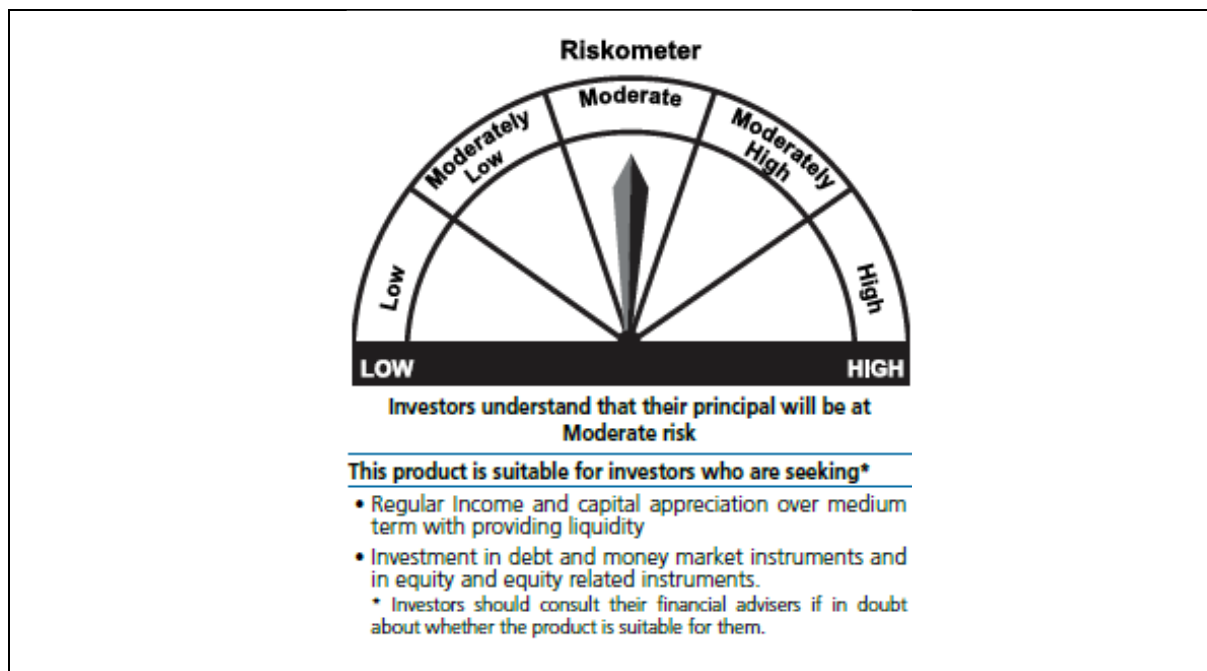 Riskometer
Moderate
Moderately
Low
Moderately
High
Low
High
LOW
HIGH
Investors understand that their principal will be at
Moderate risk
This product is suitable for investors who are seeking*
• Regular Income and capital appreciation over medium
term with providing liquidity
• Investment in debt and money market instruments and
in equity and equity related instruments.
* Investors should consult their financial advisers if in doubt
about whether the product is suitable for them.